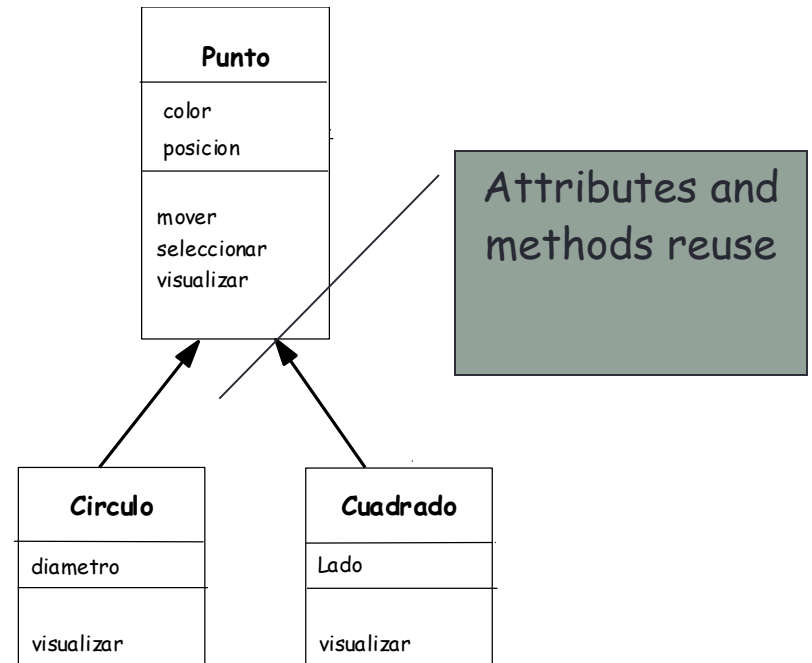 Punto
color
posicion
mover
seleccionar
visualizar
Attributes and
methods reuse
Circulo
diametro
visualizar
Cuadrado
Lado
visualizar